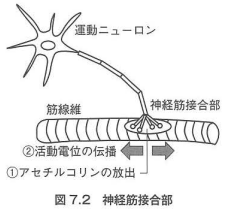 運動ニューロン
神経筋接合部
筋線維
②活動電位の伝播
①アセチルコリンの放出
図 7.2 神経筋接合部